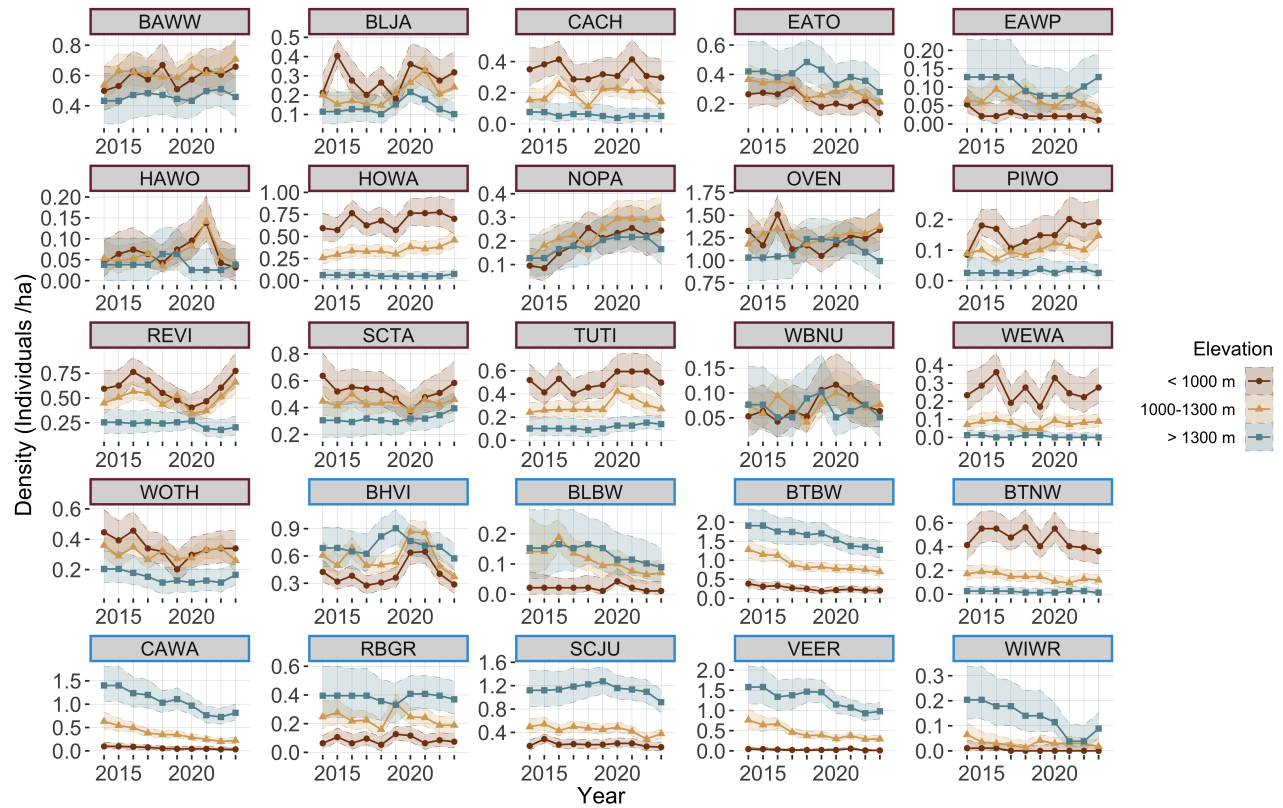 BAWW BLJA CACH EATO EAWP
0.8 0.6 0.4
0.5 0.4 0.3 0.2 0.1
0.4 0.2 0.0
0.6 0.4 0.2
0.20 0.15 0.10 0.05 0.00
2015 2020 2015 2020 2015 2020 2015 2020 2015 2020
HAWO HOWA NOPA OVEN PIWO
0.20 0.15 0.10 0.05 0.00
1.00 0.75 0.50 0.25 0.00
0.4 0.3 0.2 0.1
1.75 1.50 1.25 1.00 0.75
0.2 0.1 0.0
2015 2020 2015 2020 2015 2020 2015 2020 2015 2020
REVI SCTA TUTI WBNU WEWA
0.75 0.50 0.25
0.8 0.6 0.4 0.2
0.6 0.4 0.2 0.0
0.15 0.10 0.05
0.4 0.3 0.2 0.1 0.0
2015 2020 2015 2020 2015 2020 2015 2020 2015 2020
WOTH BHVI BLBW BTBW BTNW
0.6 0.4 0.2
0.9 0.6 0.3
0.2 0.1 0.0
2.0 1.5 1.0 0.5 0.0
0.6 0.4 0.2 0.0
2015 2020 2015 2020 2015 2020 2015 2020 2015 2020
CAWA RBGR SCJU VEER WIWR
1.5 1.0 0.5 0.0
0.6 0.4 0.2 0.0
1.6 1.2 0.8 0.4
2.0 1.5 1.0 0.5 0.0
0.3 0.2 0.1 0.0
2015 2020 2015 2020 2015 2020 2015 2020 2015 2020
Year
Density (Individuals /ha)
Elevation
< 1000 m
1000-1300 m
> 1300 m